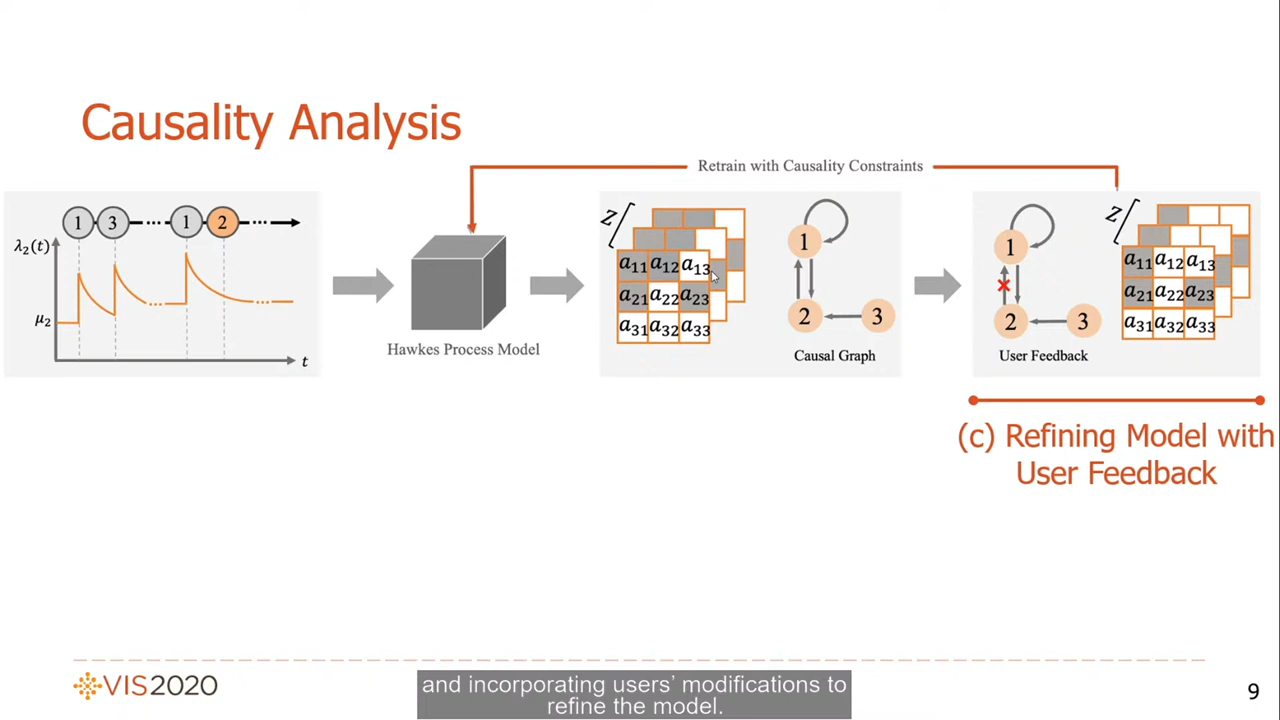 Causality Analysis
Retrain with Causality Constraints
1 3 ... 1 2 ...
λ₂(t)
μ₂
t
Hawkes Process Model
Z
a₁₁ a₁₂ a₁₃
a₂₁ a₂₂ a₂₃
a₃₁ a₃₂ a₃₃
1
2 3
Causal Graph
1
2 3
User Feedback
Z
a₁₁ a₁₂ a₁₃
a₂₁ a₂₂ a₂₃
a₃₁ a₃₂ a₃₃
(c) Refining Model with
User Feedback
VIS2020
and incorporating users' modifications to
refine the model.
9